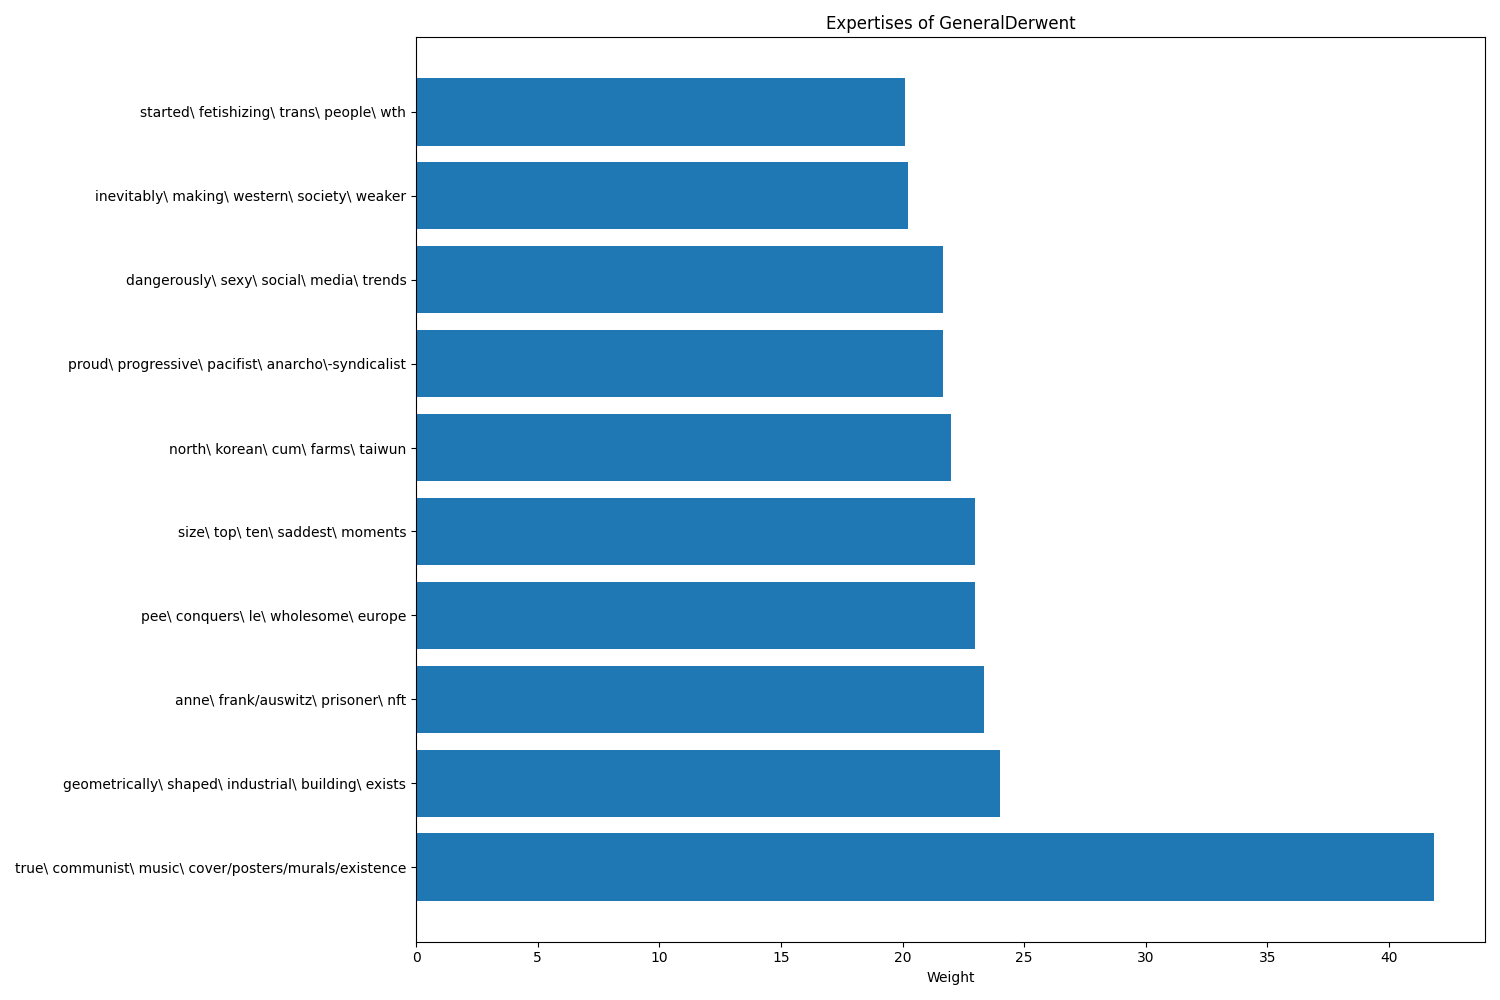 Expertises of GeneralDerwent
started\ fetishizing\ trans\ people\ wth
inevitably\ making\ western\ society\ weaker
dangerously\ sexy\ social\ media\ trends
proud\ progressive\ pacifist\ anarcho\-syndicalist
north\ korean\ cum\ farms\ taiwun
size\ top\ ten\ saddest\ moments
pee\ conquers\ le\ wholesome\ europe
anne\ frank/auswitz\ prisoner\ nft
geometrically\ shaped\ industrial\ building\ exists
true\ communist\ music\ cover/posters/murals/existence
0 5 10 15 20 25 30 35 40
Weight